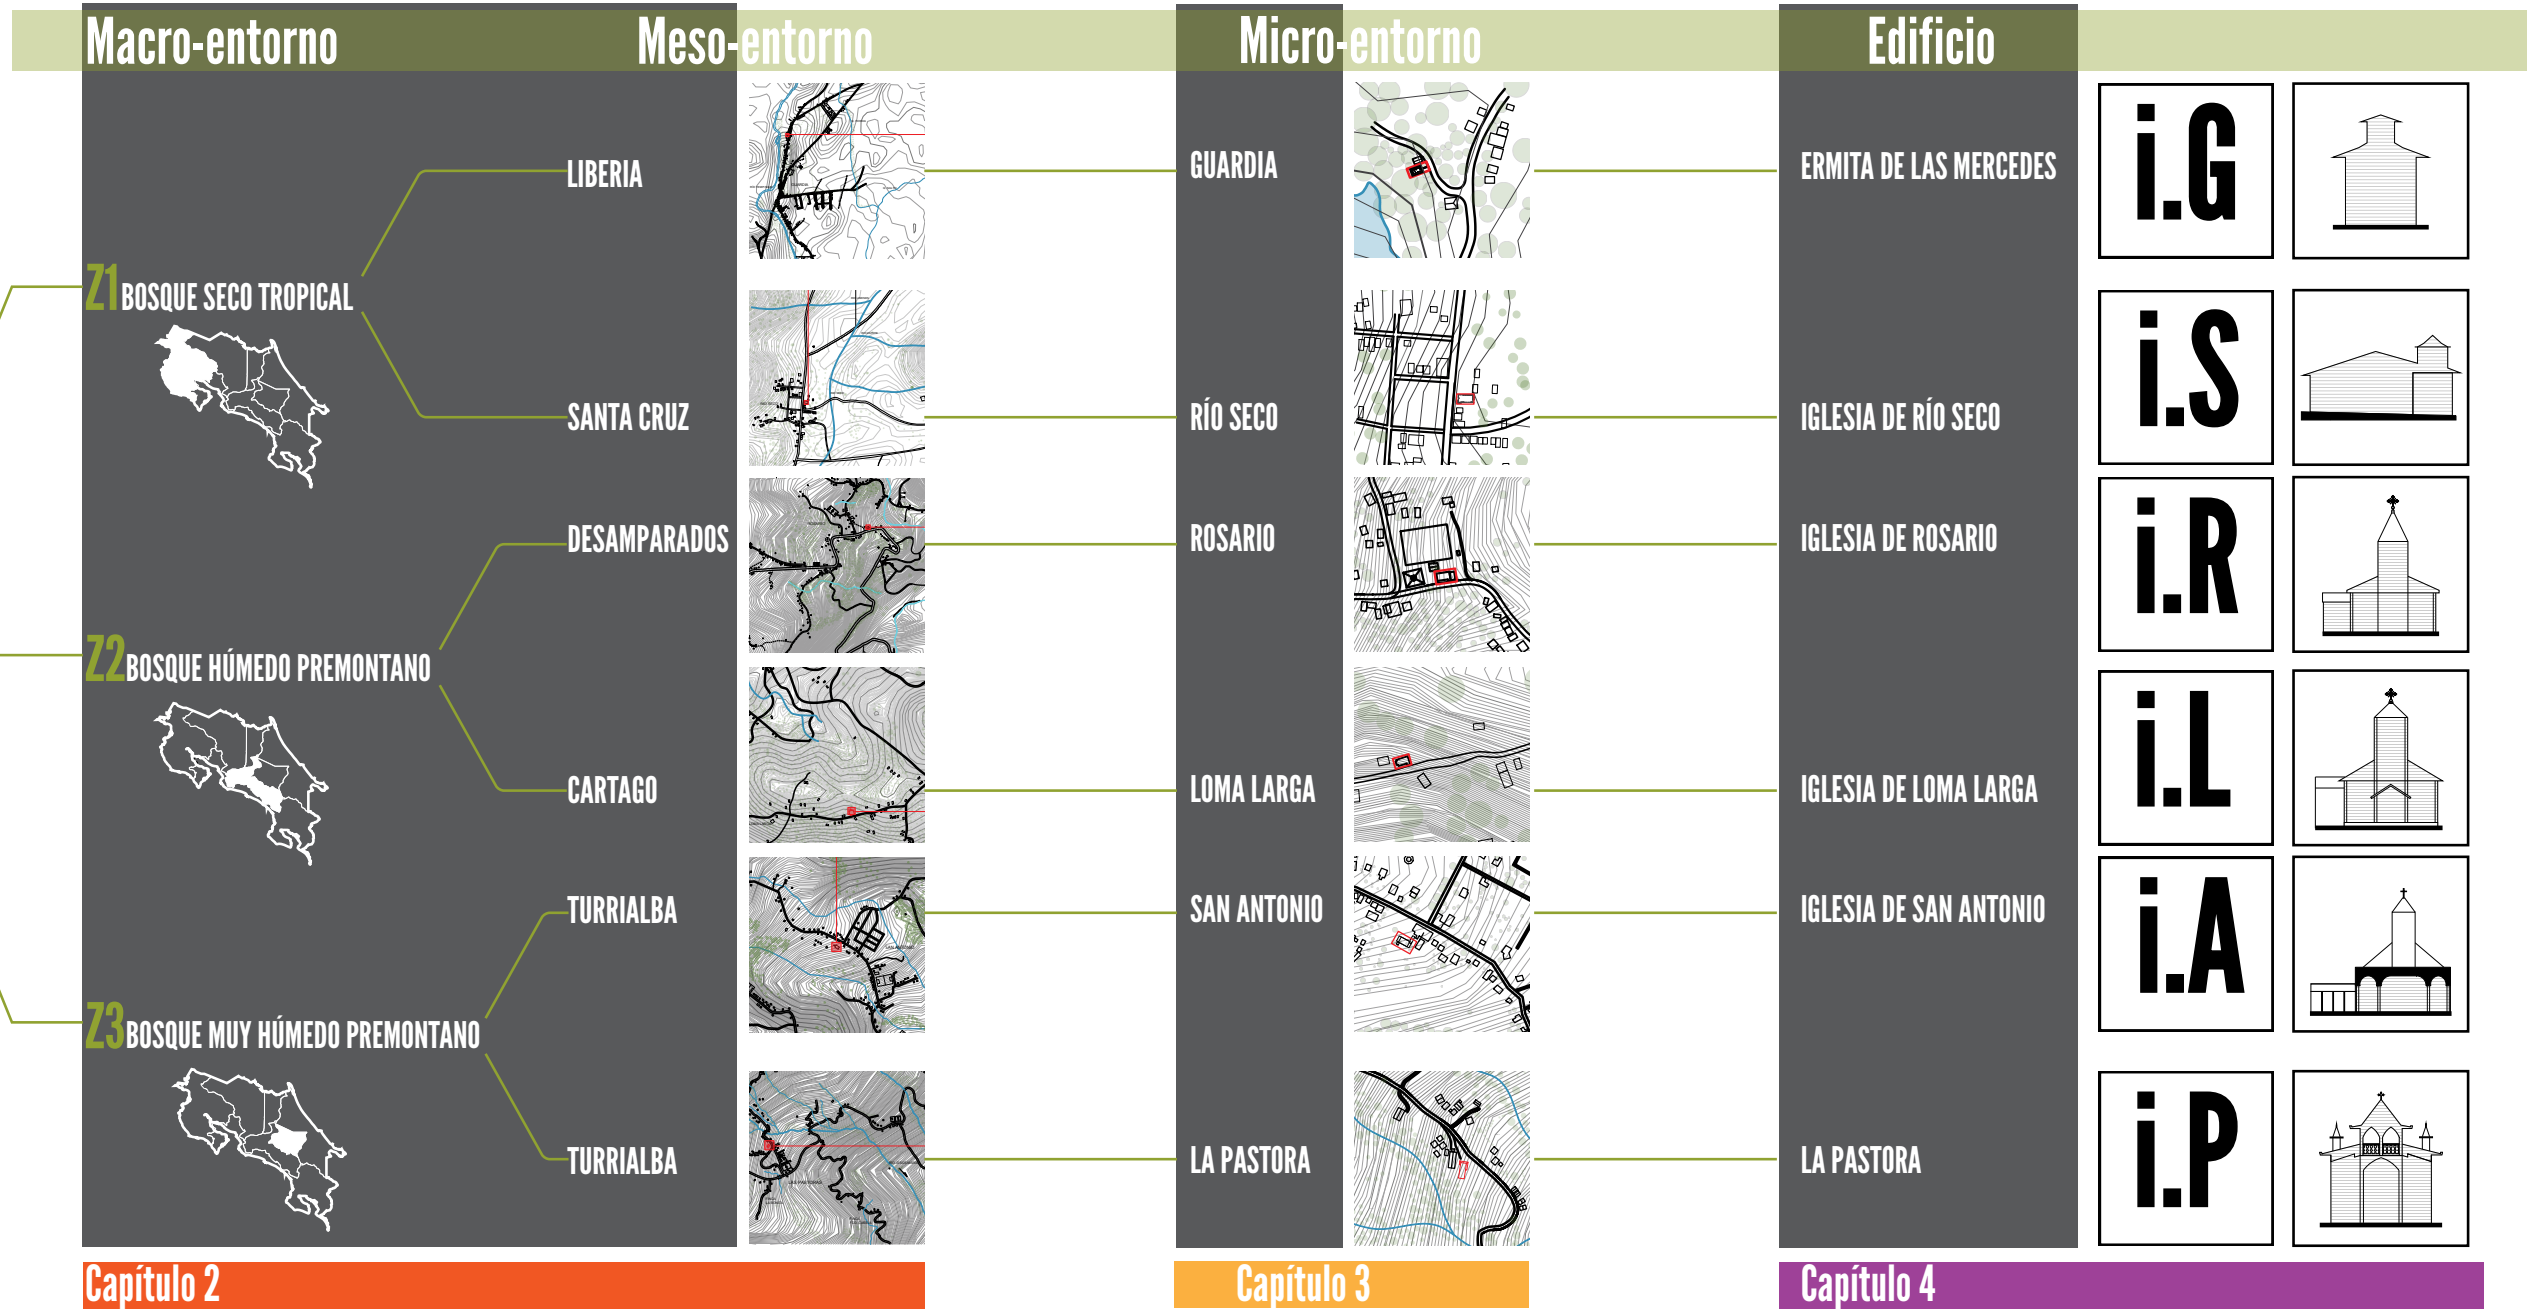 Macro-entorno
Meso-entorno
Micro-entorno
Edificio
LIBERIA
GUARDIA
ERMITA DE LAS MERCEDES
i.G
Z1 BOSQUE SECO TROPICAL
SANTA CRUZ
RÍO SECO
IGLESIA DE RÍO SECO
i.S
DESAMPARADOS
ROSARIO
IGLESIA DE ROSARIO
i.R
Z2 BOSQUE HÚMEDO PREMONTANO
CARTAGO
LOMA LARGA
IGLESIA DE LOMA LARGA
i.L
TURRIALBA
SAN ANTONIO
IGLESIA DE SAN ANTONIO
i.A
Z3 BOSQUE MUY HÚMEDO PREMONTANO
TURRIALBA
LA PASTORA
LA PASTORA
i.P
Capítulo 2
Capítulo 3
Capítulo 4